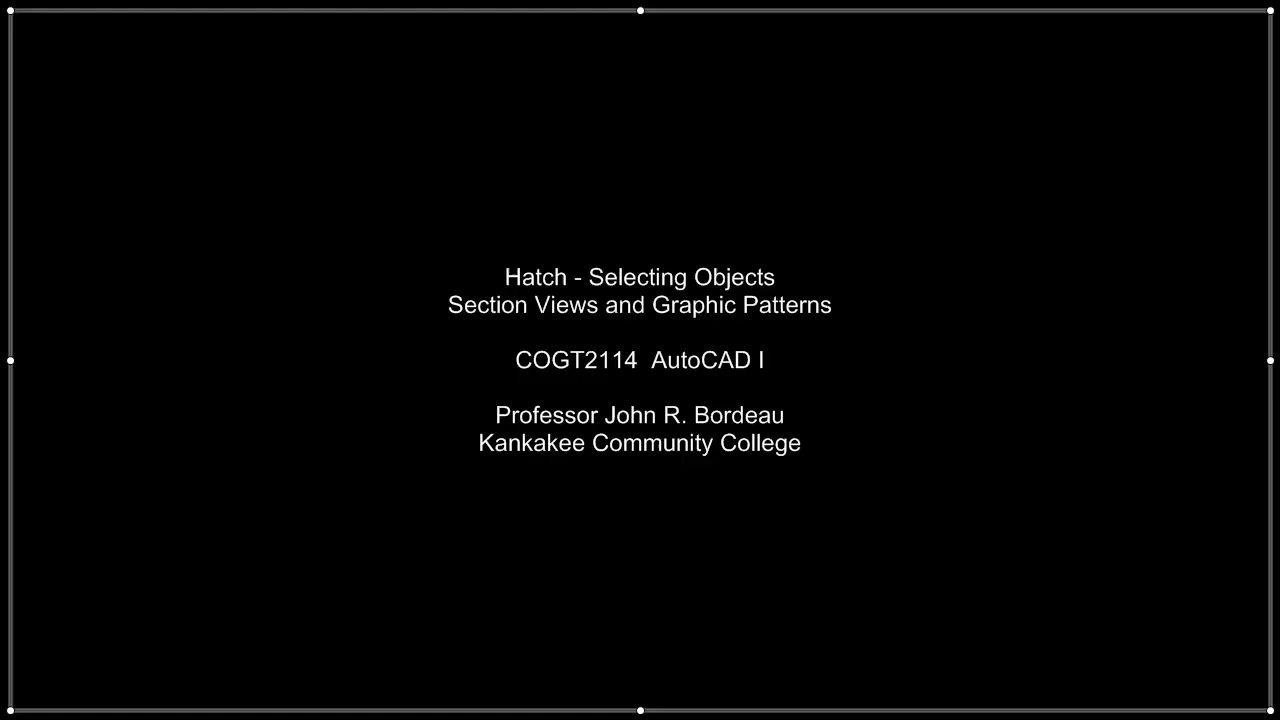 Hatch - Selecting Objects
Section Views and Graphic Patterns
COGT2114  AutoCAD I
Professor John R. Bordeau
Kankakee Community College